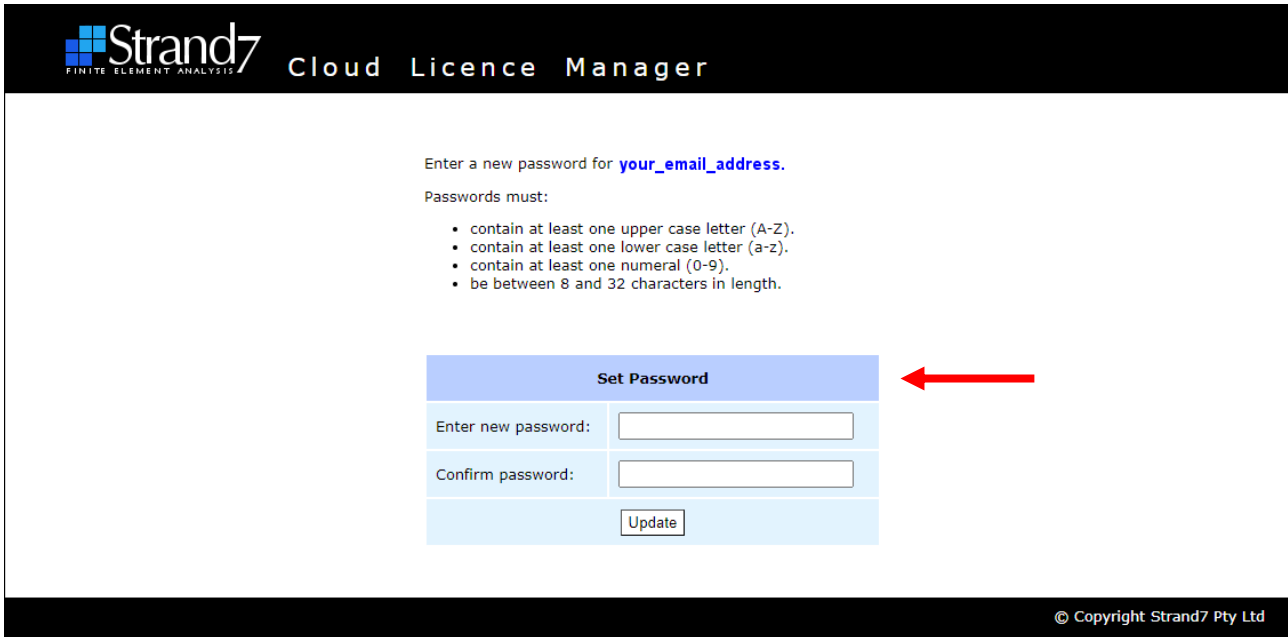 Strand7
FINITE ELEMENT ANALYSIS
Cloud Licence Manager
Enter a new password for your_email_address.
Passwords must:
• contain at least one upper case letter (A-Z).
• contain at least one lower case letter (a-z).
• contain at least one numeral (0-9).
• be between 8 and 32 characters in length.
Set Password
Enter new password:
Confirm password:
Update
© Copyright Strand7 Pty Ltd